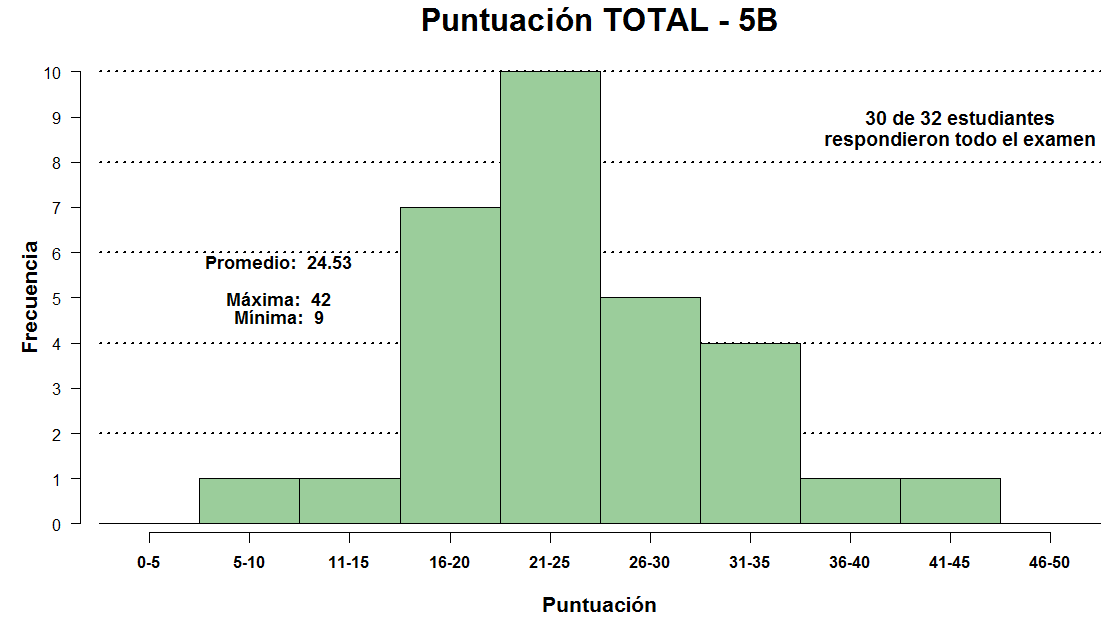 Puntuación TOTAL - 5B
30 de 32 estudiantes
respondieron todo el examen
Promedio: 24.53
Máxima: 42
Mínima: 9
Frecuencia
10
9
8
7
6
5
4
3
2
1
0
0-5 5-10 11-15 16-20 21-25 26-30 31-35 36-40 41-45 46-50
Puntuación